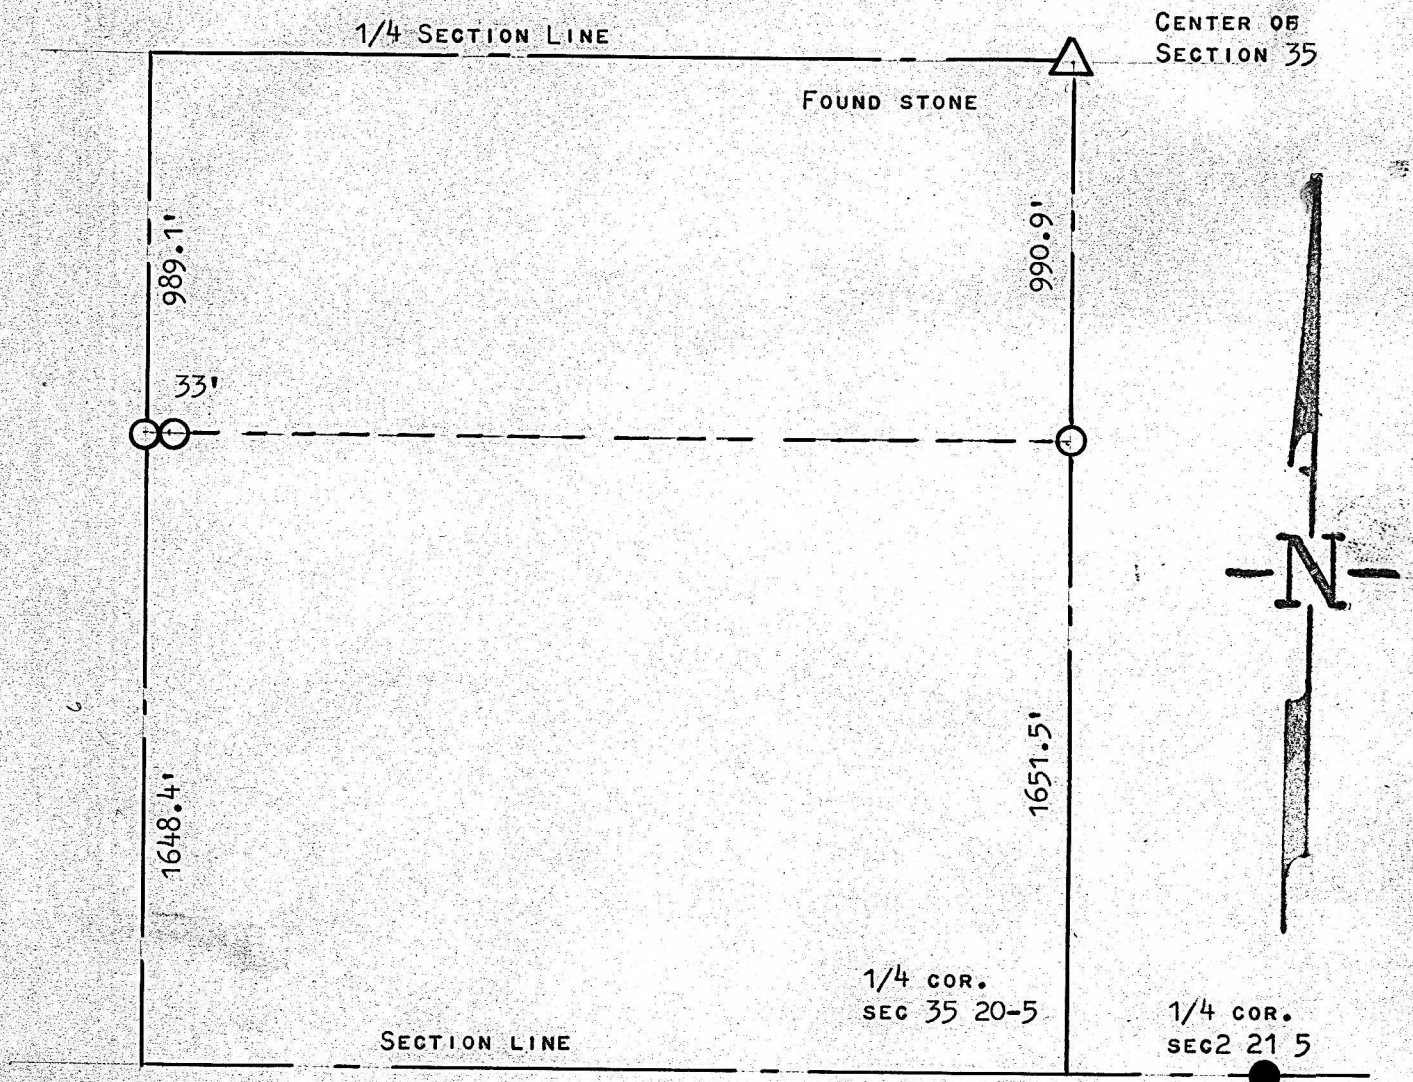 1/4 SECTION LINE
CENTER OF
SECTION 35
FOUND STONE
989.1'
990.9'
33'
N
1648.4'
1651.5'
1/4 COR.
SEC 35 20-5
1/4 COR.
SEC2 21 5
SECTION LINE